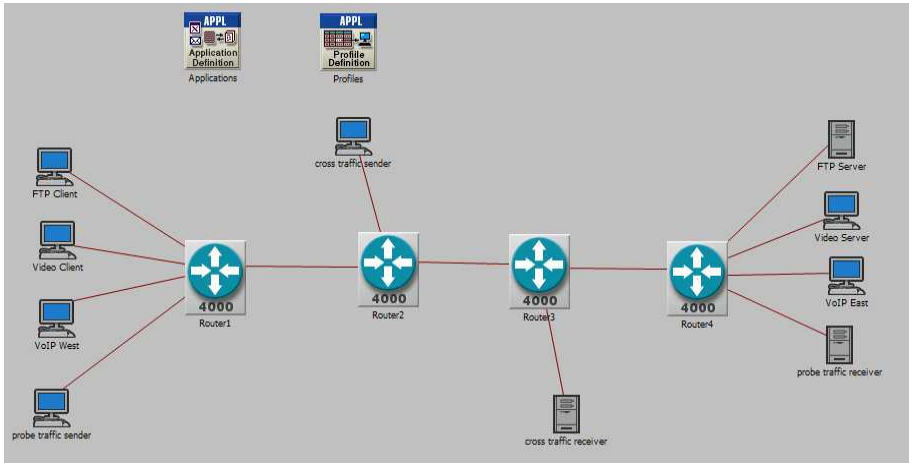 APPL
Application
Definition
Applications
APPL
Profiile
Definition
Profiles
cross traffic sender
FTP Client
Video Client
VoIP West
probe traffic sender
4000
Router1
4000
Router2
4000
Router3
4000
Router4
FTP Server
Video Server
VoIP East
probe traffic receiver
cross traffic receiver